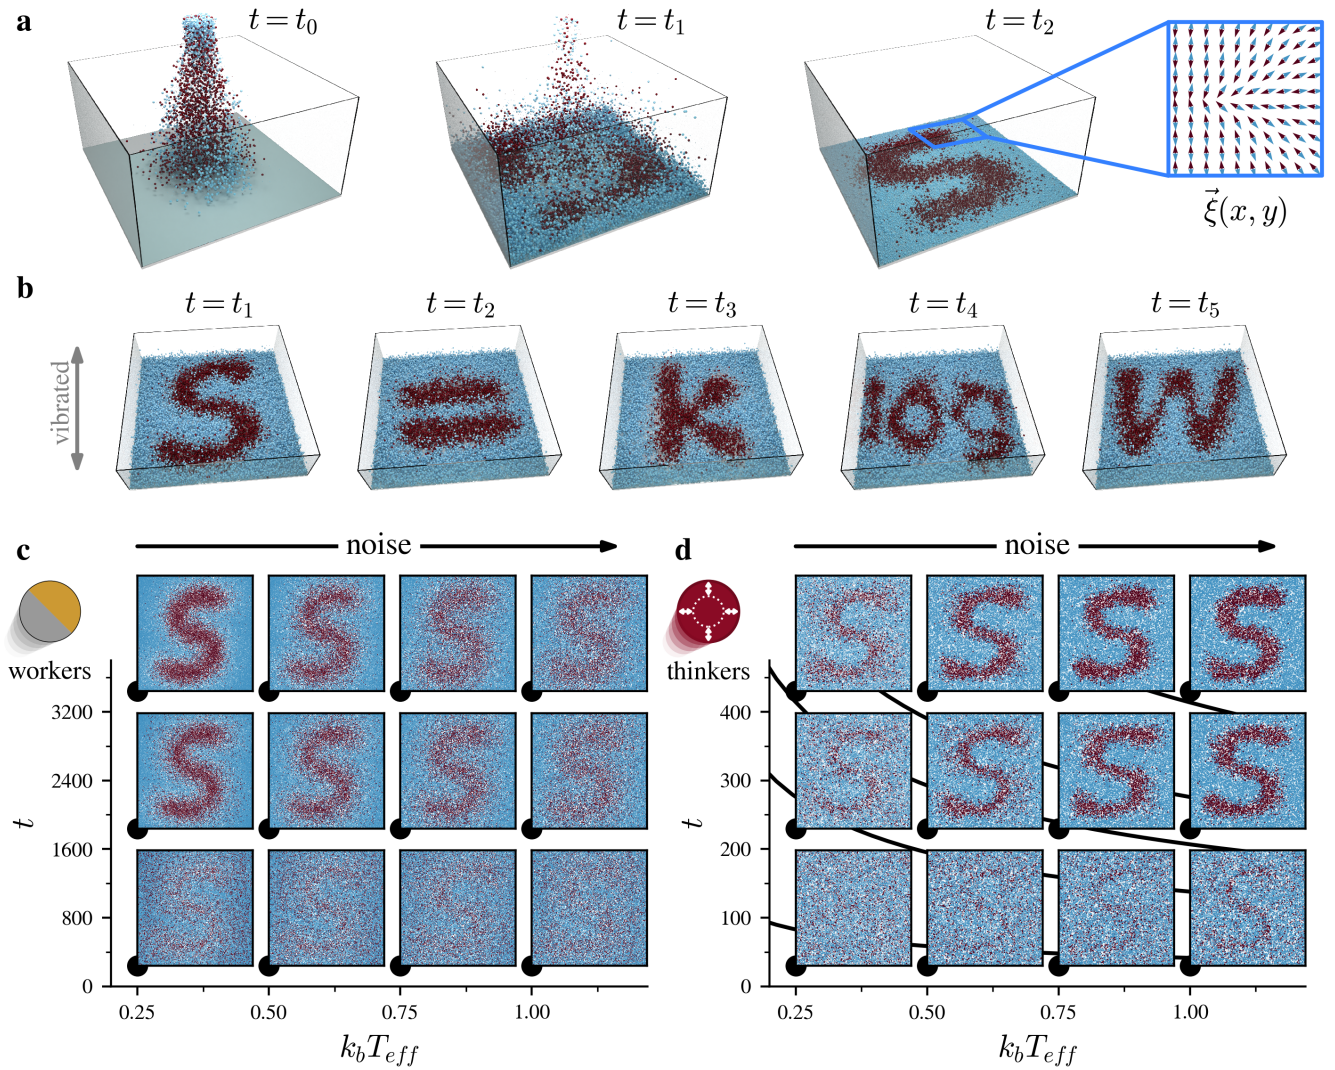 a
t = t₀
t = t₁
t = t₂
ξ⃗(x, y)
b
vibrated
t = t₁
t = t₂
t = t₃
t = t₄
t = t₅
S
=
k
log
W
c
noise
workers
t
3200
2400
1600
800
0
0.25
0.50
0.75
1.00
k_bT_eff
d
noise
thinkers
t
400
300
200
100
0
0.25
0.50
0.75
1.00
k_bT_eff